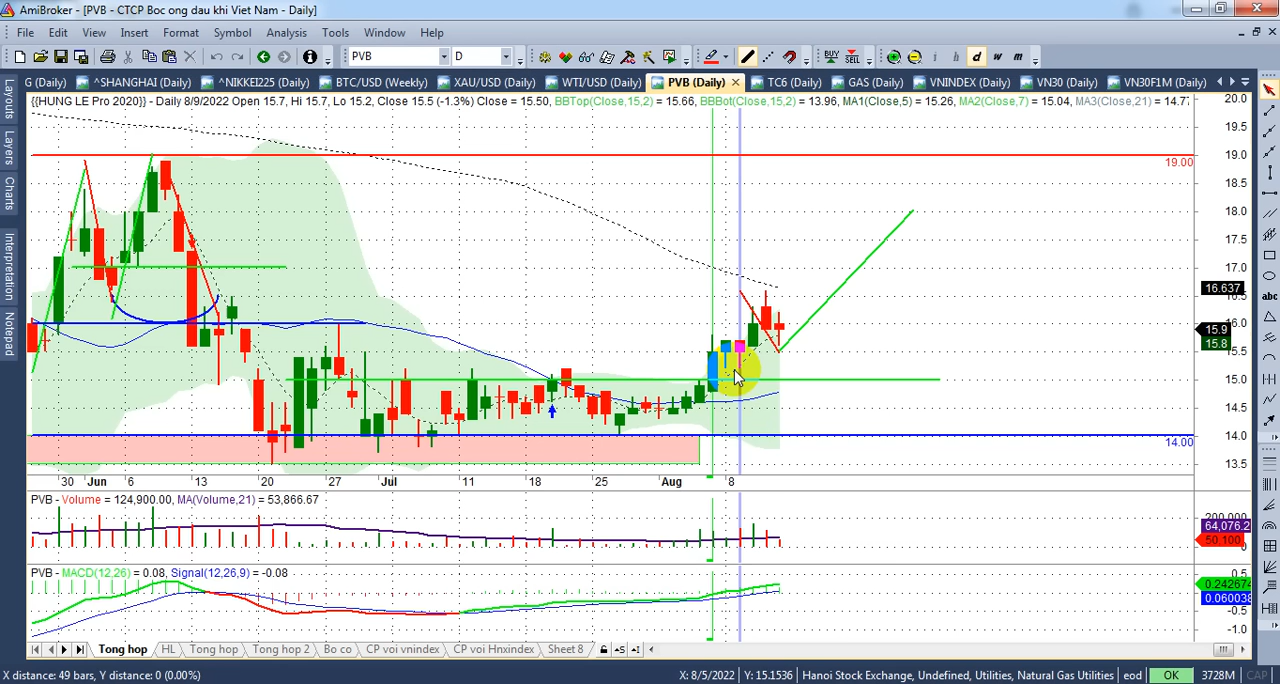 AmiBroker - [PVB - CTCP Boc ong dau khi Viet Nam - Daily]
File Edit View Insert Format Symbol Analysis Tools Window Help
PVB D BUY SELL i h d w m
G (Daily) ^SHANGHAI (Daily) ^NIKKEI225 (Daily) BTC/USD (Weekly) XAU/USD (Daily) WTI/USD (Daily) PVB (Daily) TC6 (Daily) GAS (Daily) VNINDEX (Daily) VN30 (Daily) VN30F1M (Daily)
{{HUNG LE Pro 2020}} - Daily 8/9/2022 Open 15.7, Hi 15.7, Lo 15.2, Close 15.5 (-1.3%) Close = 15.50, BBTop(Close,15,2) = 15.66, BBBot(Close,15,2) = 13.96, MA1(Close,5) = 15.26, MA2(Close,7) = 15.04, MA3(Close,21) = 14.77
Layouts
Layers
Charts
Interpretation
Notepad
abc
20.0
19.5
19.0
19.00
18.5
18.0
17.5
17.0
16.637
16.5
16.0
15.9
15.8
15.5
15.0
14.5
14.0
14.00
13.5
30 Jun 6 13 20 27 Jul 11 18 25 Aug 8
PVB - Volume = 124,900.00, MA(Volume,21) = 53,866.67
200,000
64,076.2
50,100
0
PVB - MACD(12,26) = 0.08, Signal(12,26,9) = -0.08
0.5
0.242674
0.060038
-0.5
-1.0
Tong hop HL Tong hop Tong hop 2 Bo co CP voi vnindex CP voi Hnxindex Sheet 8
X distance: 49 bars, Y distance: 0 (0.00%) X: 8/5/2022 Y: 15.1536 Hanoi Stock Exchange, Undefined, Utilities, Natural Gas Utilities eod OK 3728M CAP